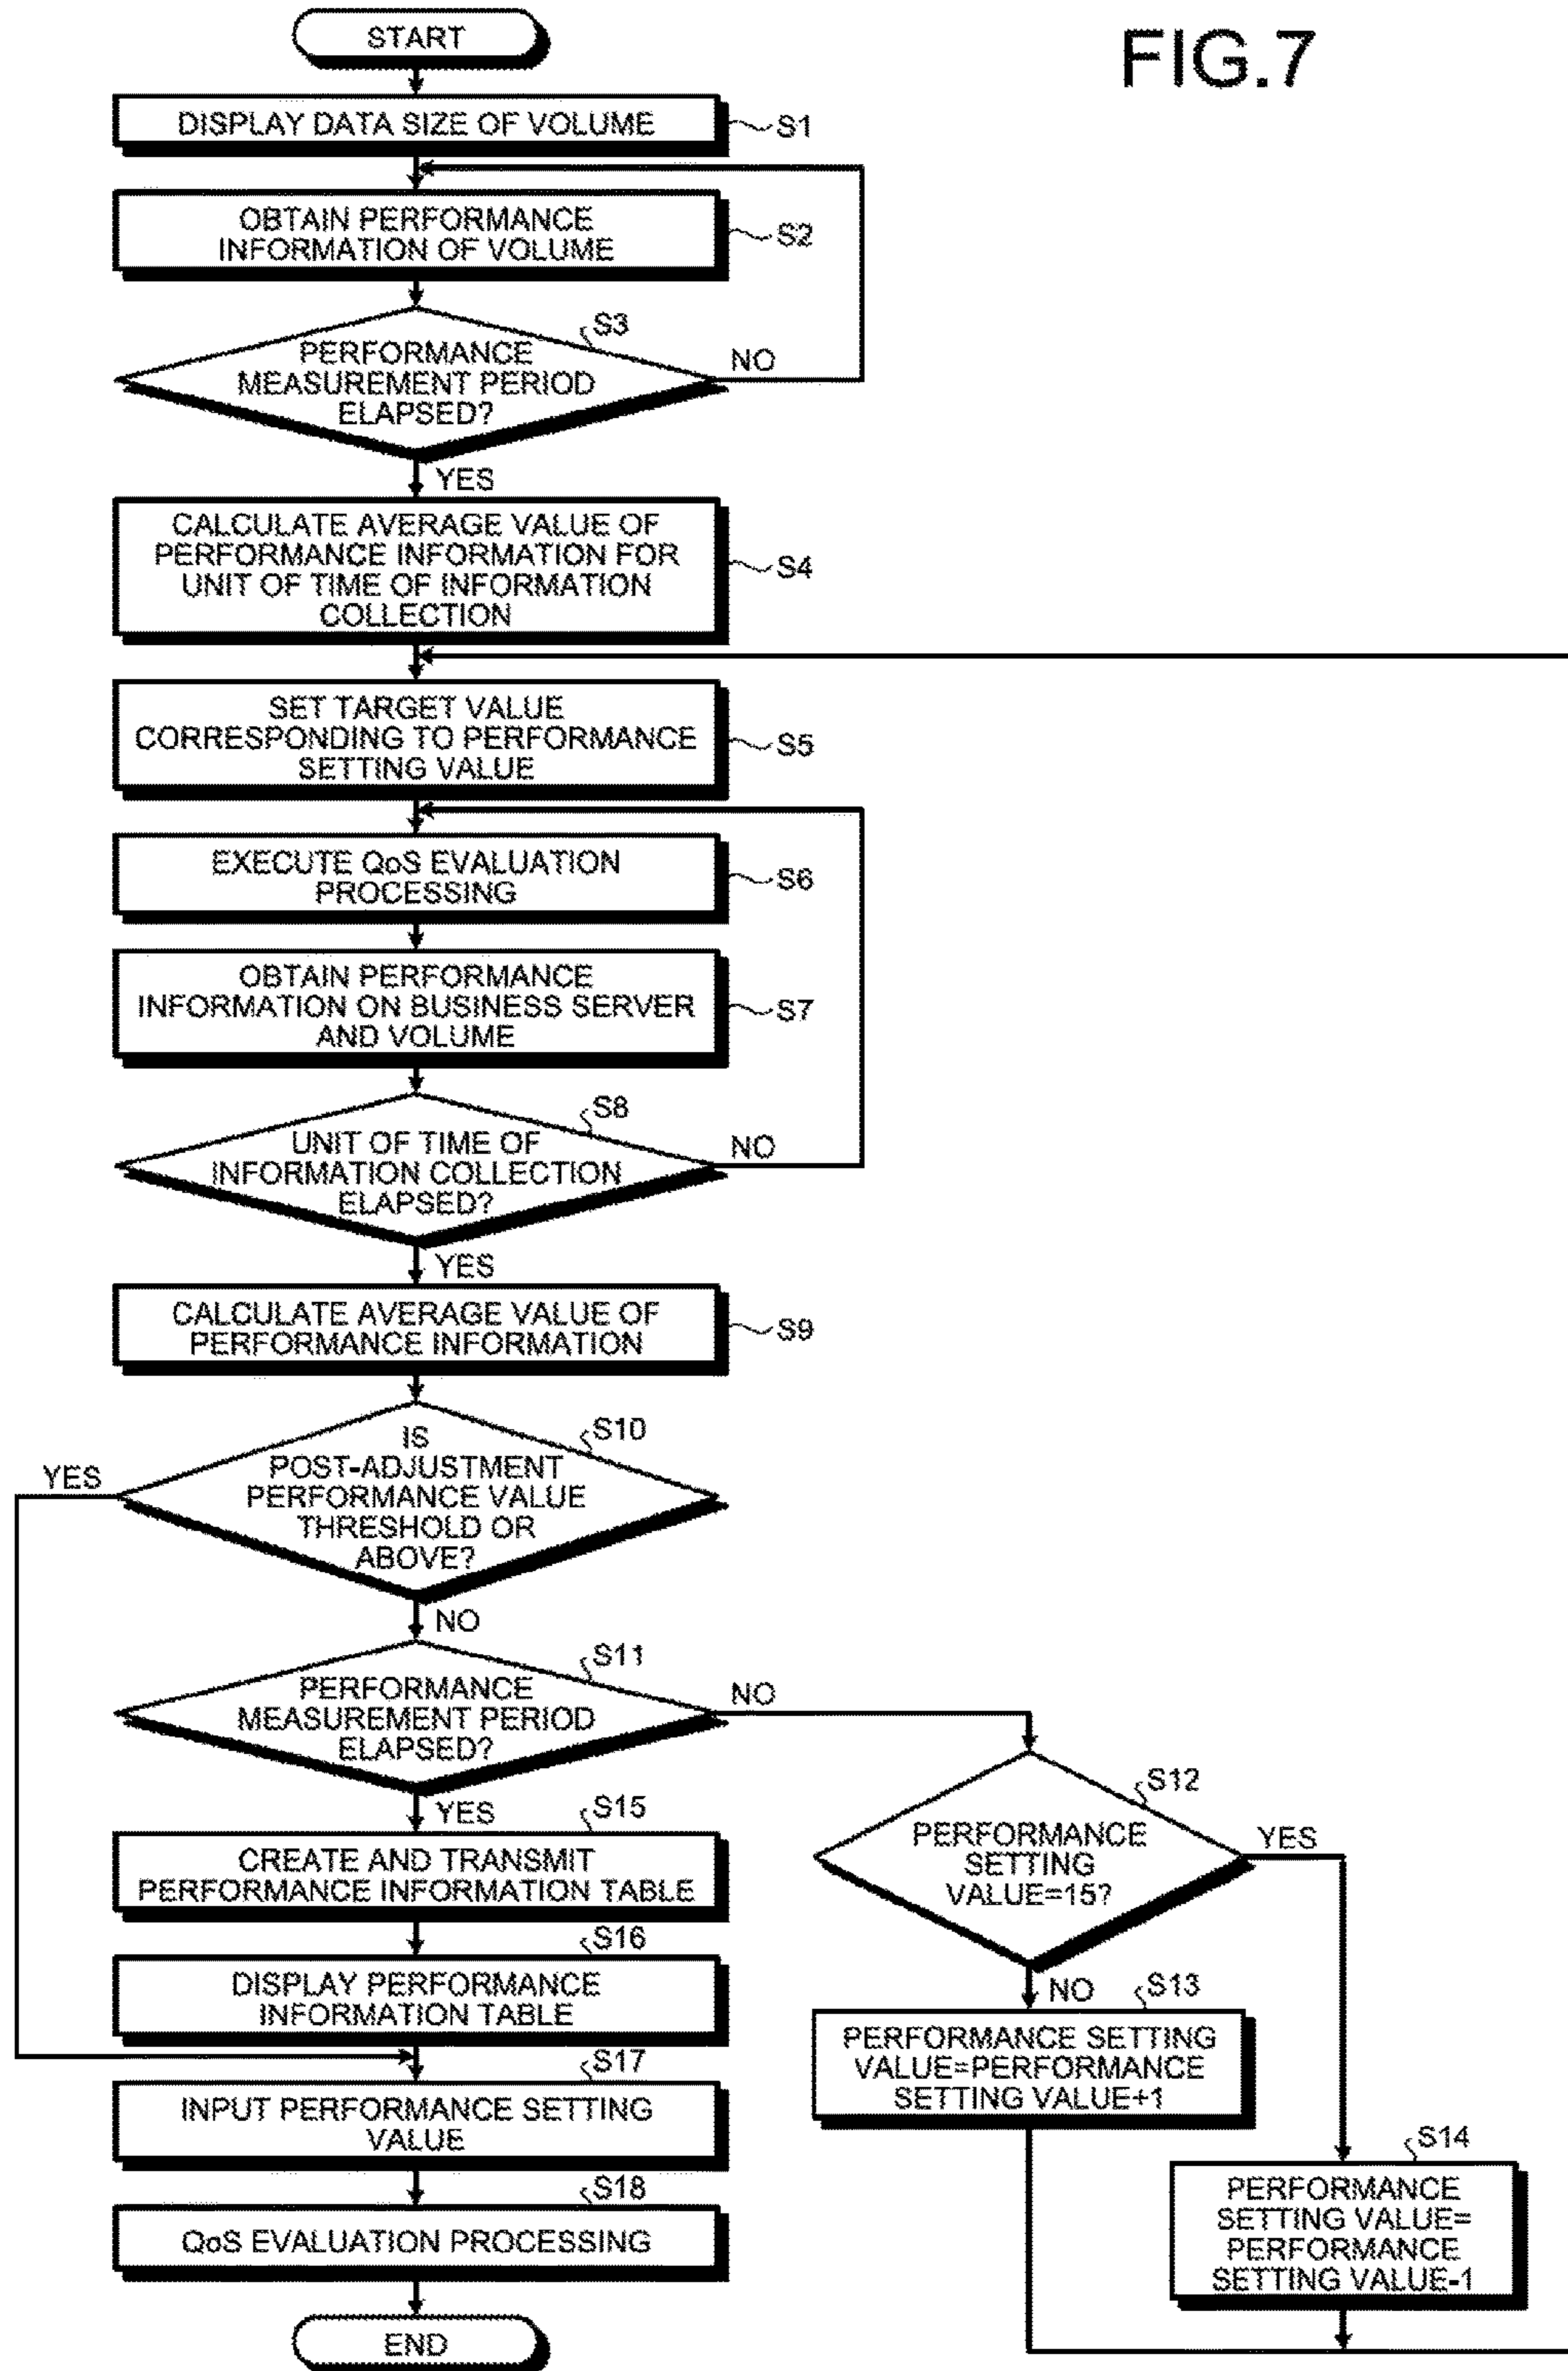 FIG.7
START
DISPLAY DATA SIZE OF VOLUME
S1
OBTAIN PERFORMANCE
INFORMATION OF VOLUME
S2
S3
PERFORMANCE
MEASUREMENT PERIOD
ELAPSED?
NO
YES
CALCULATE AVERAGE VALUE OF
PERFORMANCE INFORMATION FOR
UNIT OF TIME OF INFORMATION
COLLECTION
S4
SET TARGET VALUE
CORRESPONDING TO PERFORMANCE
SETTING VALUE
S5
EXECUTE QoS EVALUATION
PROCESSING
S6
OBTAIN PERFORMANCE
INFORMATION ON BUSINESS SERVER
AND VOLUME
S7
S8
UNIT OF TIME OF
INFORMATION COLLECTION
ELAPSED?
NO
YES
CALCULATE AVERAGE VALUE OF
PERFORMANCE INFORMATION
S9
S10
IS
POST-ADJUSTMENT
PERFORMANCE VALUE
THRESHOLD OR
ABOVE?
YES
NO
S11
PERFORMANCE
MEASUREMENT PERIOD
ELAPSED?
NO
YES
S12
PERFORMANCE
SETTING
VALUE=15?
YES
NO
S13
PERFORMANCE SETTING
VALUE=PERFORMANCE
SETTING VALUE+1
S14
PERFORMANCE
SETTING VALUE=
PERFORMANCE
SETTING VALUE-1
S15
CREATE AND TRANSMIT
PERFORMANCE INFORMATION TABLE
S16
DISPLAY PERFORMANCE
INFORMATION TABLE
S17
INPUT PERFORMANCE SETTING
VALUE
S18
QoS EVALUATION PROCESSING
END